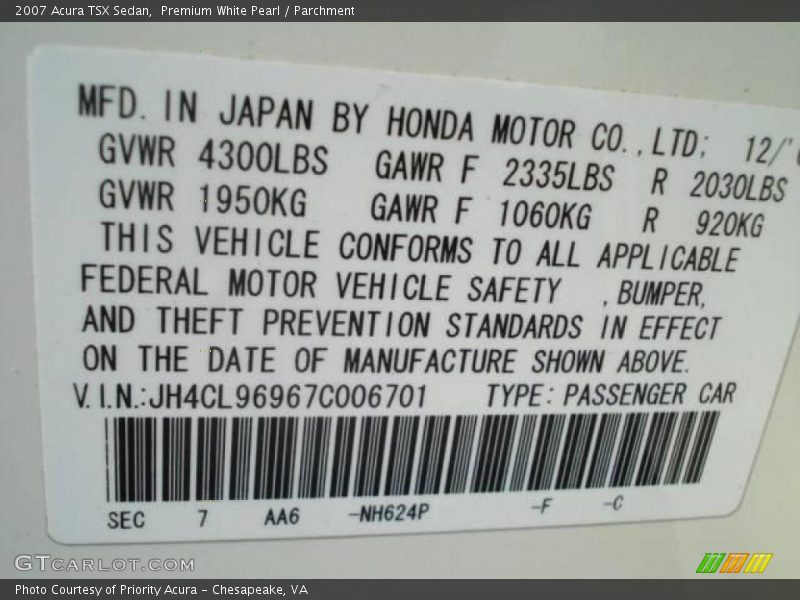 2007 Acura TSX Sedan,  Premium White Pearl / Parchment
MFD. IN JAPAN BY HONDA MOTOR CO.,LTD; 12/'
GVWR 4300LBS GAWR F 2335LBS R 2030LBS
GVWR 1950KG GAWR F 1060KG R 920KG
THIS VEHICLE CONFORMS TO ALL APPLICABLE
FEDERAL MOTOR VEHICLE SAFETY ,BUMPER,
AND THEFT PREVENTION STANDARDS IN EFFECT
ON THE DATE OF MANUFACTURE SHOWN ABOVE.
V.I.N.:JH4CL96967C006701 TYPE: PASSENGER CAR
SEC 7 AA6 -NH624P -F -C
GTCARLOT.COM
Photo Courtesy of Priority Acura – Chesapeake, VA